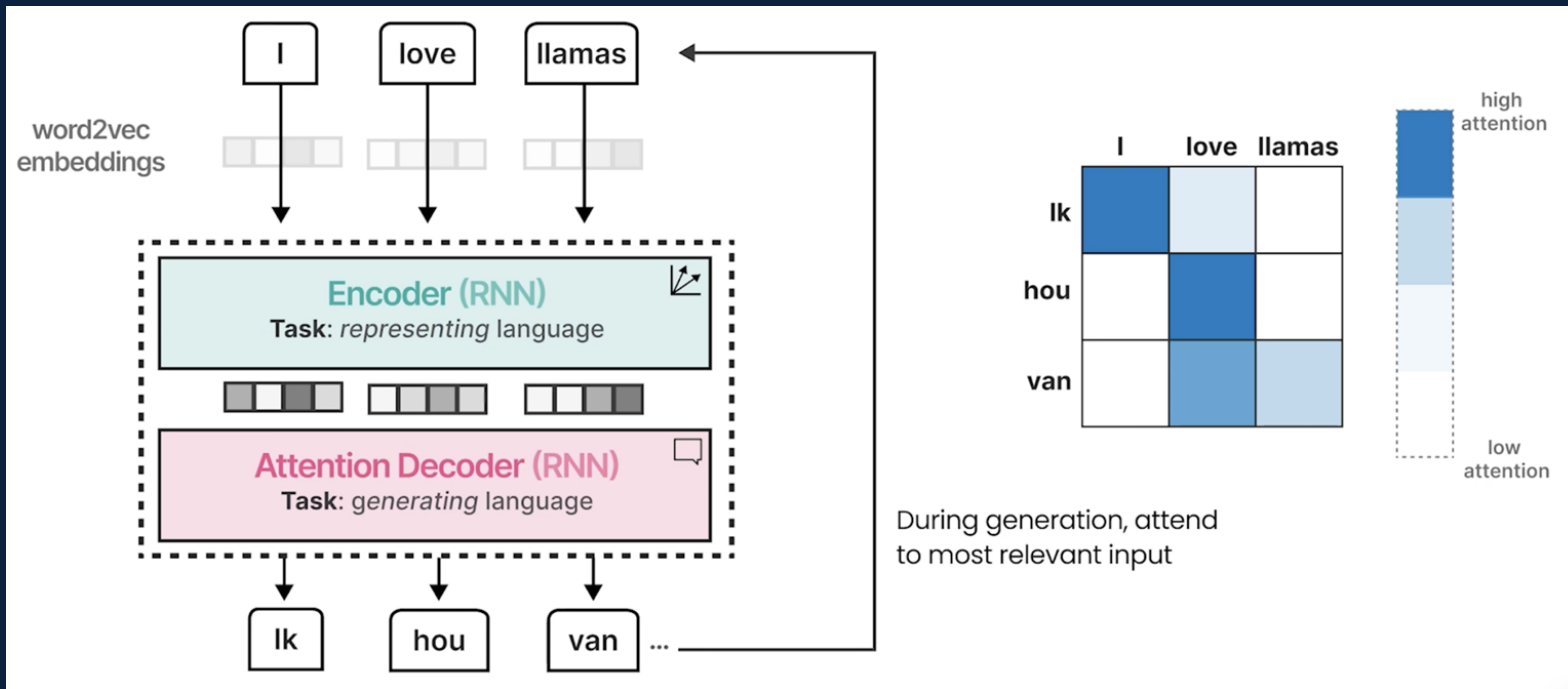 I love llamas
word2vec
embeddings
Encoder (RNN)
Task: representing language
Attention Decoder (RNN)
Task: generating language
Ik hou van ...
During generation, attend
to most relevant input
I love llamas
Ik
hou
van
high
attention
low
attention